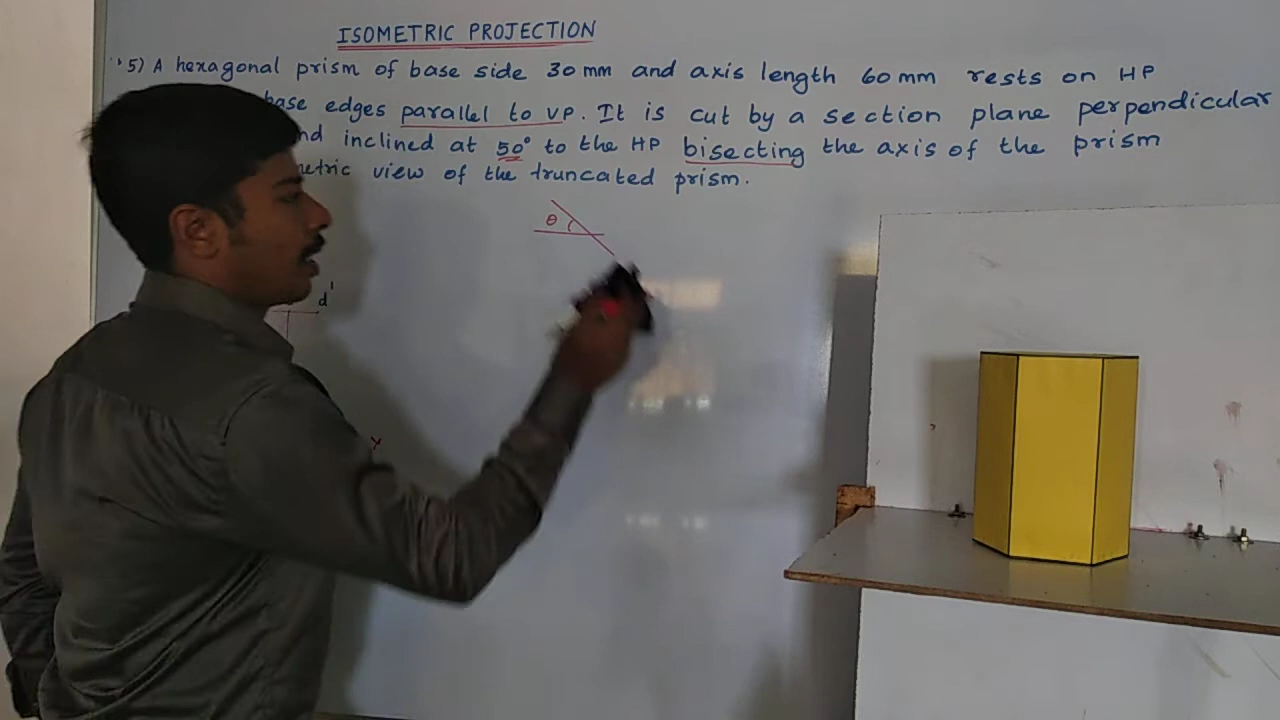 ISOMETRIC PROJECTION
5) A hexagonal prism of base side 30 mm and axis length 60 mm rests on HP
base edges parallel to VP. It is cut by a section plane perpendicular
nd inclined at 50° to the HP bisecting the axis of the prism
metric view of the truncated prism.
θ
d'
Y